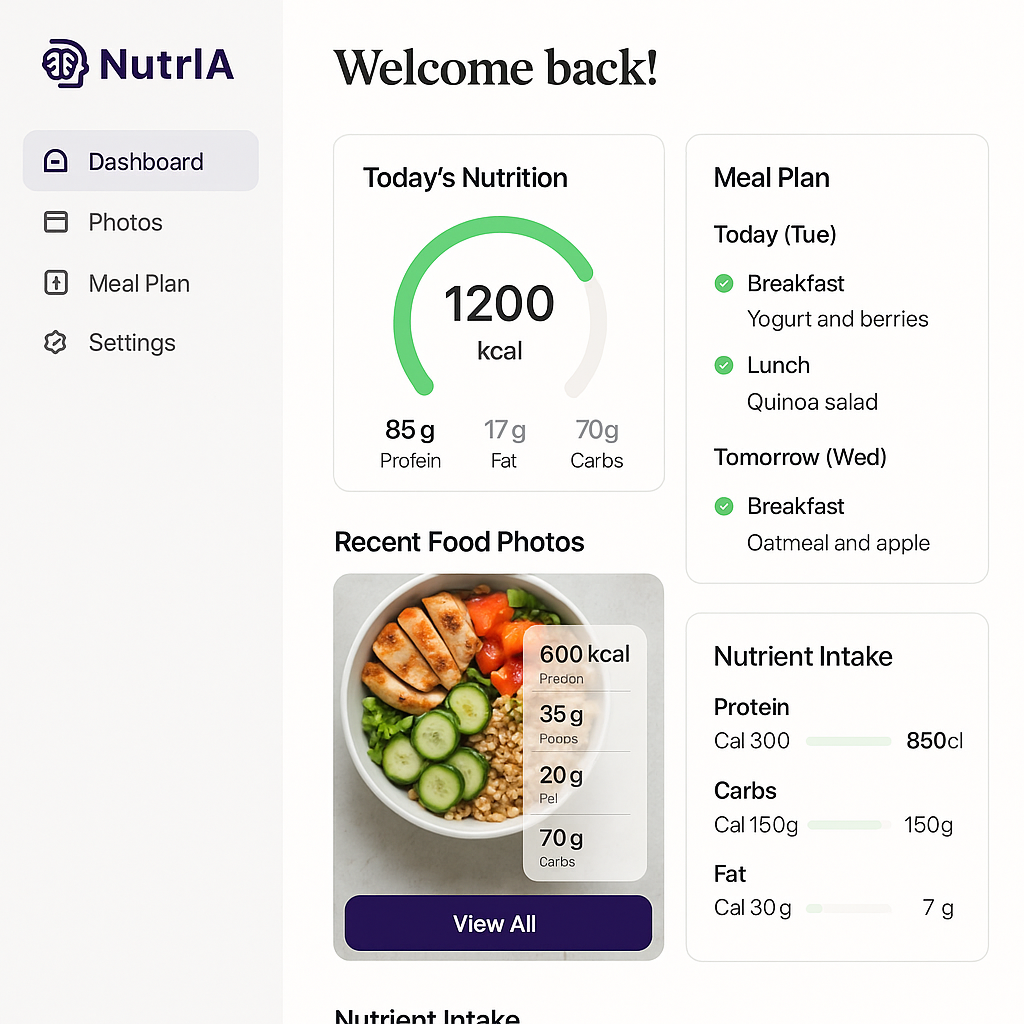 NutrIA
Dashboard
Photos
Meal Plan
Settings
Welcome back!
Today's Nutrition
1200
kcal
85 g
17 g
70g
Profein
Fat
Carbs
Meal Plan
Today (Tue)
Breakfast
Yogurt and berries
Lunch
Quinoa salad
Tomorrow (Wed)
Breakfast
Oatmeal and apple
Recent Food Photos
600 kcal
Predon
35 g
Poops
20 g
Pel
70 g
Carbs
View All
Nutrient Intake
Protein
Cal 300 850cl
Carbs
Cal 150g 150g
Fat
Cal 30 g 7 g
Nutrient Intake